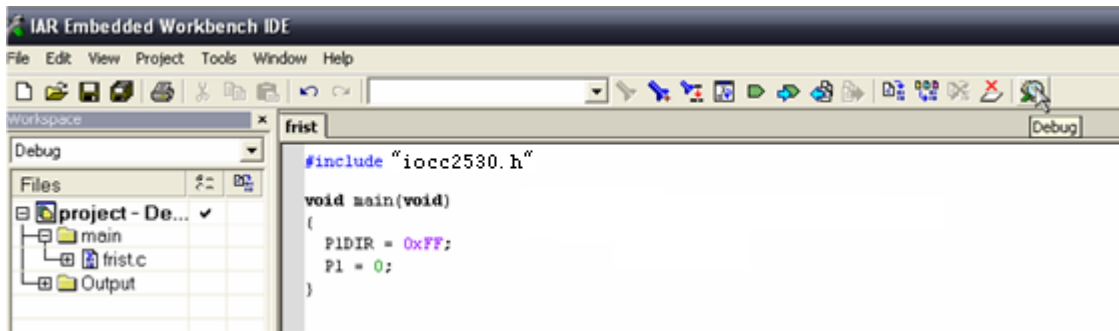 IAR Embedded Workbench IDE
File Edit View Project Tools Window Help
Workspace
frist
Debug
Debug
Files
project - De...
main
frist.c
Output
#include "iocc2530.h"
void main(void)
{
P1DIR = 0xFF;
P1 = 0;
}